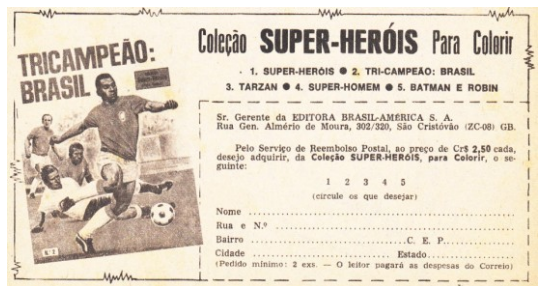 TRICAMPEÃO:
BRASIL
Coleção SUPER-HERÓIS Para Colorir
1. SUPER-HERÓIS ● 2. TRI-CAMPEÃO: BRASIL
3. TARZAN ● 4. SUPER-HOMEM ● 5. BATMAN E ROBIN
Sr. Gerente da EDITORA BRASIL-AMÉRICA S. A.
Rua Gen. Almério de Moura, 302/320, São Cristóvão (ZC-08) GB.
Pelo Serviço de Reembolso Postal, ao preço de Cr$ 2,50 cada,
desejo adquirir, da Coleção SUPER-HERÓIS, para Colorir, o se-
guinte:
1 2 3 4 5
(circule os que desejar)
Nome
Rua e N.º
Bairro C. E. P.
Cidade Estado
(Pedido mínimo: 2 exs. — O leitor pagará as despesas do Correio)